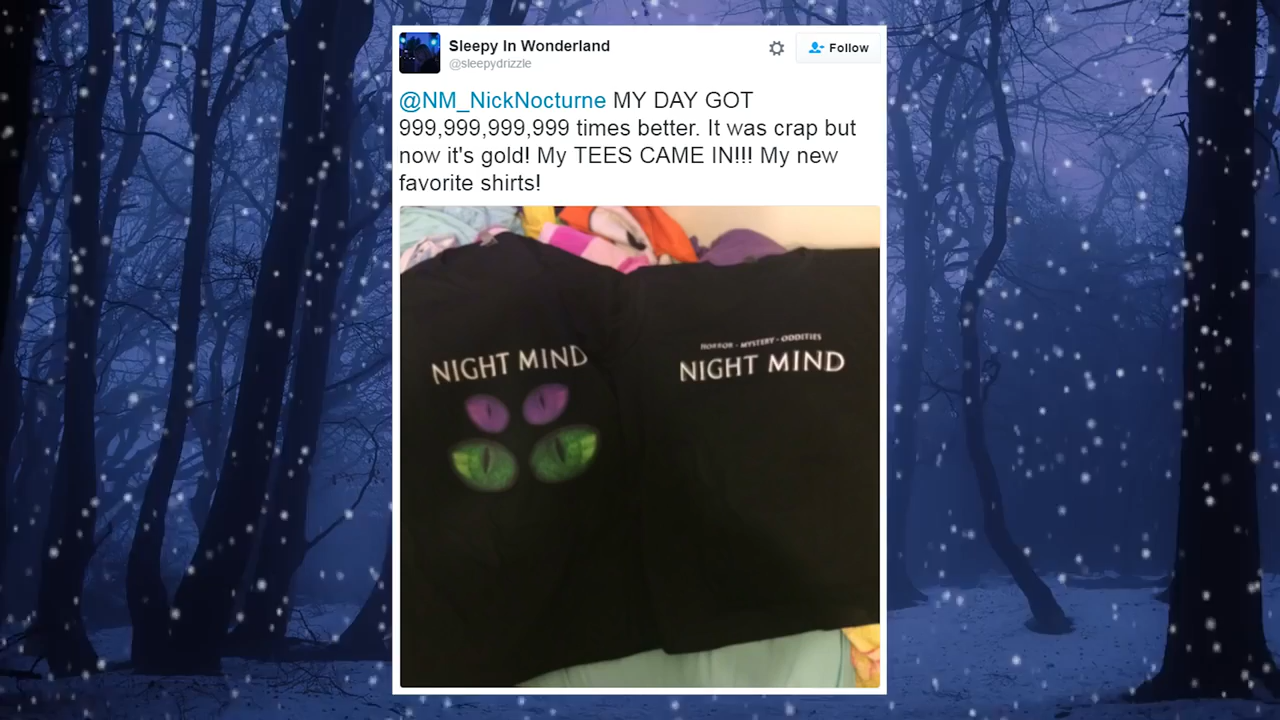 Sleepy In Wonderland
@sleepydrizzle
Follow
@NM_NickNocturne MY DAY GOT
999,999,999,999 times better. It was crap but
now it's gold! My TEES CAME IN!!! My new
favorite shirts!
NIGHT MIND
HORROR - MYSTERY - ODDITIES
NIGHT MIND